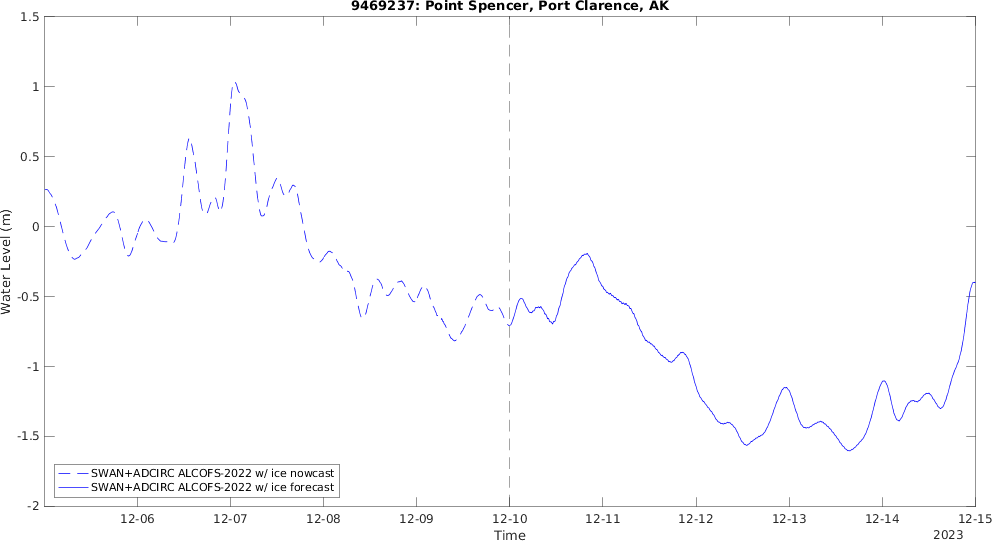 9469237: Point Spencer, Port Clarence, AK
Water Level (m)
1.5
1
0.5
0
-0.5
-1
-1.5
-2
SWAN+ADCIRC ALCOFS-2022 w/ ice nowcast
SWAN+ADCIRC ALCOFS-2022 w/ ice forecast
12-06 12-07 12-08 12-09 12-10 12-11 12-12 12-13 12-14 12-15
Time
2023